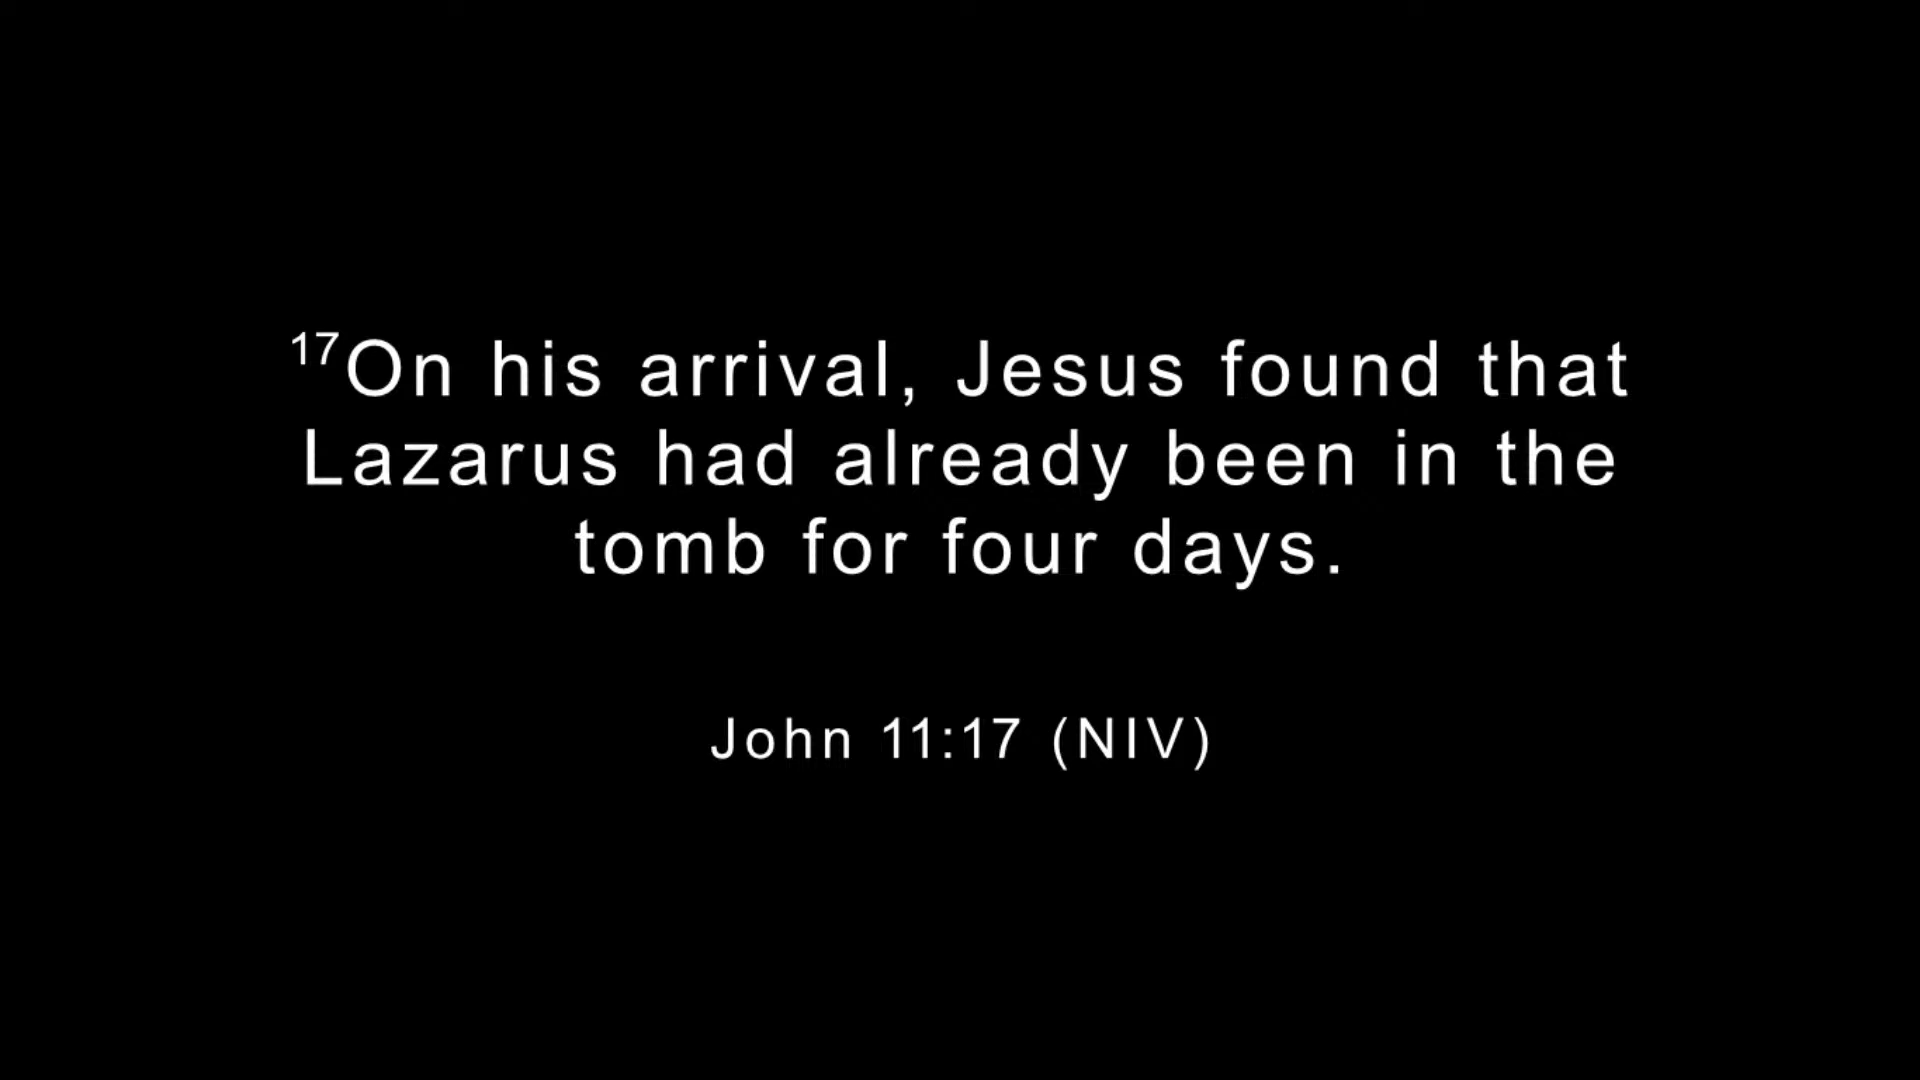 17On his arrival, Jesus found that
Lazarus had already been in the
tomb for four days.
John 11:17 (NIV)